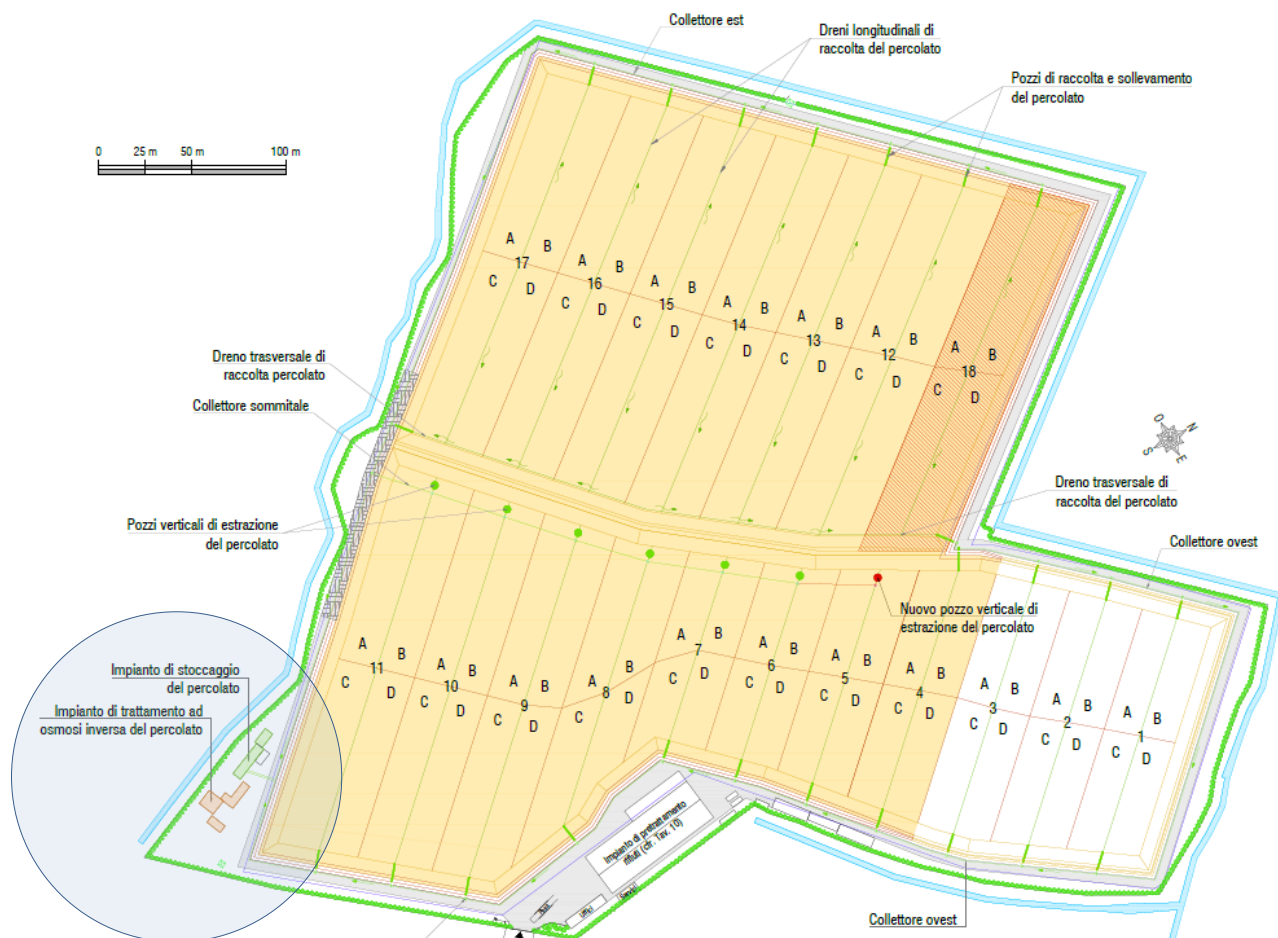 Collettore est
Dreni longitudinali di
raccolta del percolato
Pozzi di raccolta e sollevamento
del percolato
0 25 m 50 m 100 m
A B
17
C D
A B
16
C D
A B
15
C D
A B
14
C D
A B
13
C D
A B
12
C D
A B
18
C D
Dreno trasversale di
raccolta percolato
Collettore sommitale
Pozzi verticali di estrazione
del percolato
O N
S E
Dreno trasversale di
raccolta del percolato
Collettore ovest
Nuovo pozzo verticale di
estrazione del percolato
Impianto di stoccaggio
del percolato
Impianto di trattamento ad
osmosi inversa del percolato
A B
11
C D
A B
10
C D
A B
9
C D
A B
8
C D
A B
7
C D
A B
6
C D
A B
5
C D
A B
4
C D
A B
3
C D
A B
2
C D
A B
1
C D
Impianto di pretrattamento
rifiuti (cfr. Tav. 10)
Uffici
Servizi
Collettore ovest